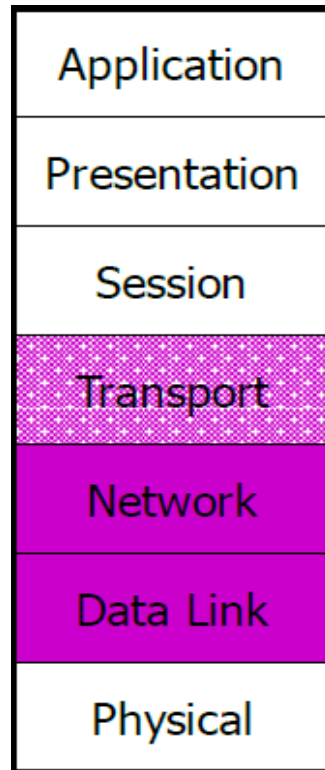 Application
Presentation
Session
Transport
Network
Data Link
Physical